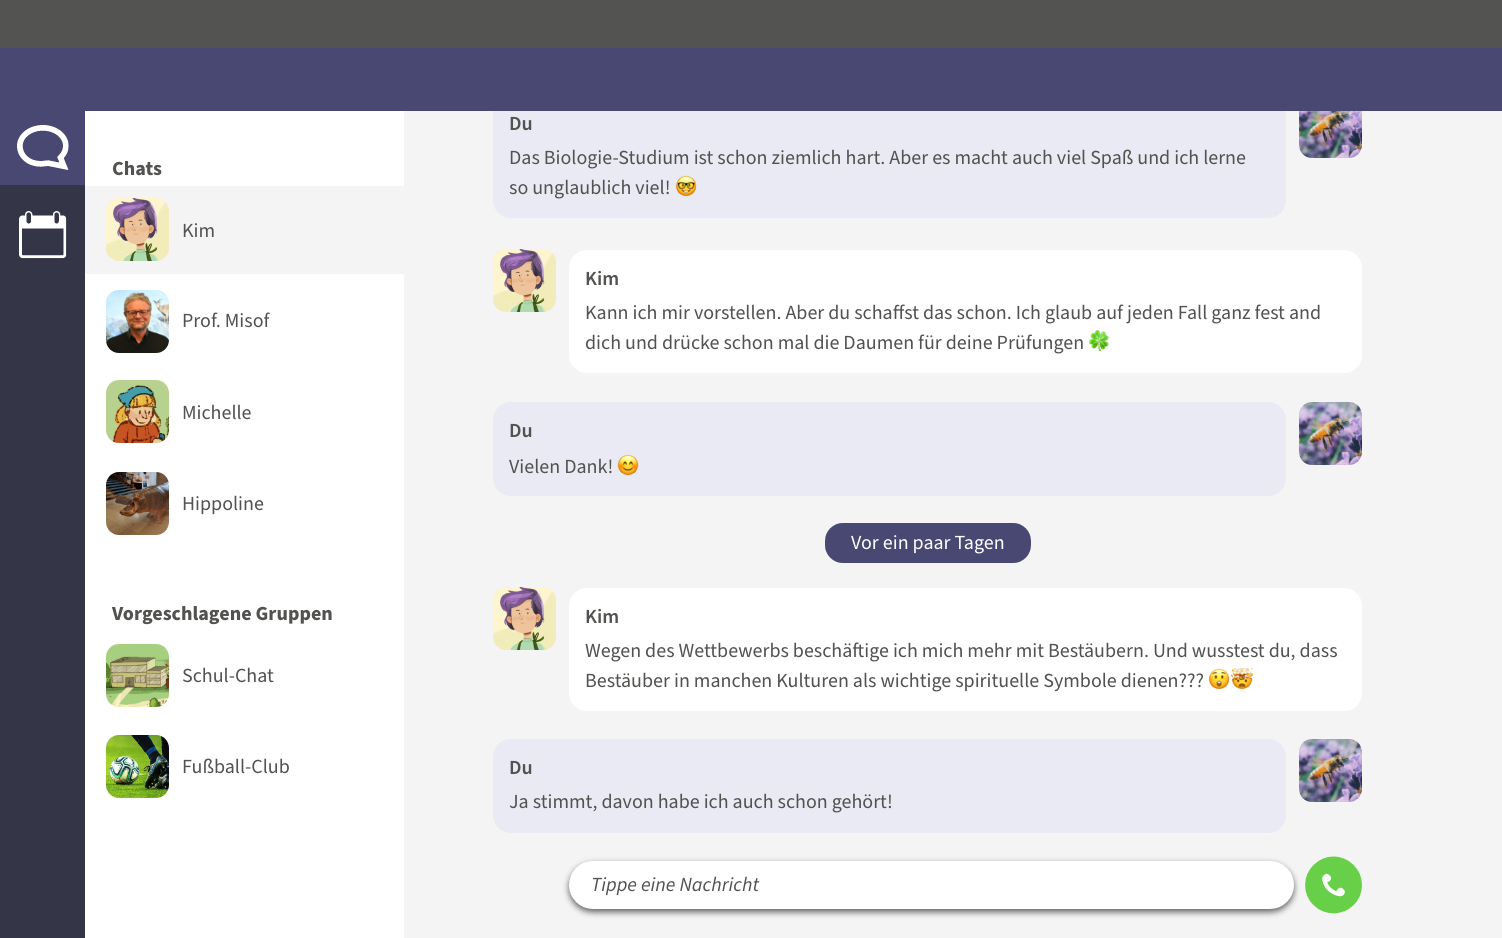 Chats
Kim
Prof. Misof
Michelle
Hippoline
Vorgeschlagene Gruppen
Schul-Chat
Fußball-Club
Du
Das Biologie-Studium ist schon ziemlich hart. Aber es macht auch viel Spaß und ich lerne
so unglaublich viel! 🤓
Kim
Kann ich mir vorstellen. Aber du schaffst das schon. Ich glaub auf jeden Fall ganz fest and
dich und drücke schon mal die Daumen für deine Prüfungen 🍀
Du
Vielen Dank! 😊
Vor ein paar Tagen
Kim
Wegen des Wettbewerbs beschäftige ich mich mehr mit Bestäubern. Und wusstest du, dass
Bestäuber in manchen Kulturen als wichtige spirituelle Symbole dienen??? 😲🤯
Du
Ja stimmt, davon habe ich auch schon gehört!
Tippe eine Nachricht